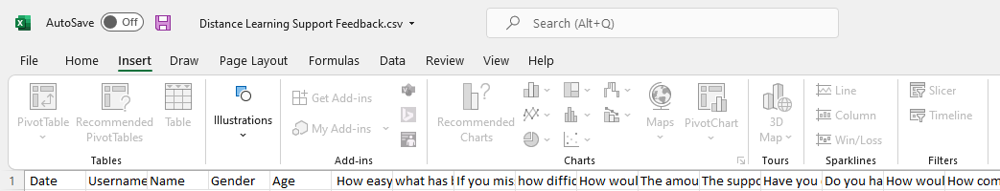 AutoSave Off Distance Learning Support Feedback.csv Search (Alt+Q)
File Home Insert Draw Page Layout Formulas Data Review View Help
PivotTable Recommended PivotTables Table
Illustrations
Get Add-ins
My Add-ins
Recommended Charts
Maps PivotChart
3D Map
Line
Column
Win/Loss
Slicer
Timeline
Tables Add-ins Charts Tours Sparklines Filters
1 Date Username Name Gender Age How easy what has If you mis how diffic How woul The amou The suppo Have you Do you ha How woul How com